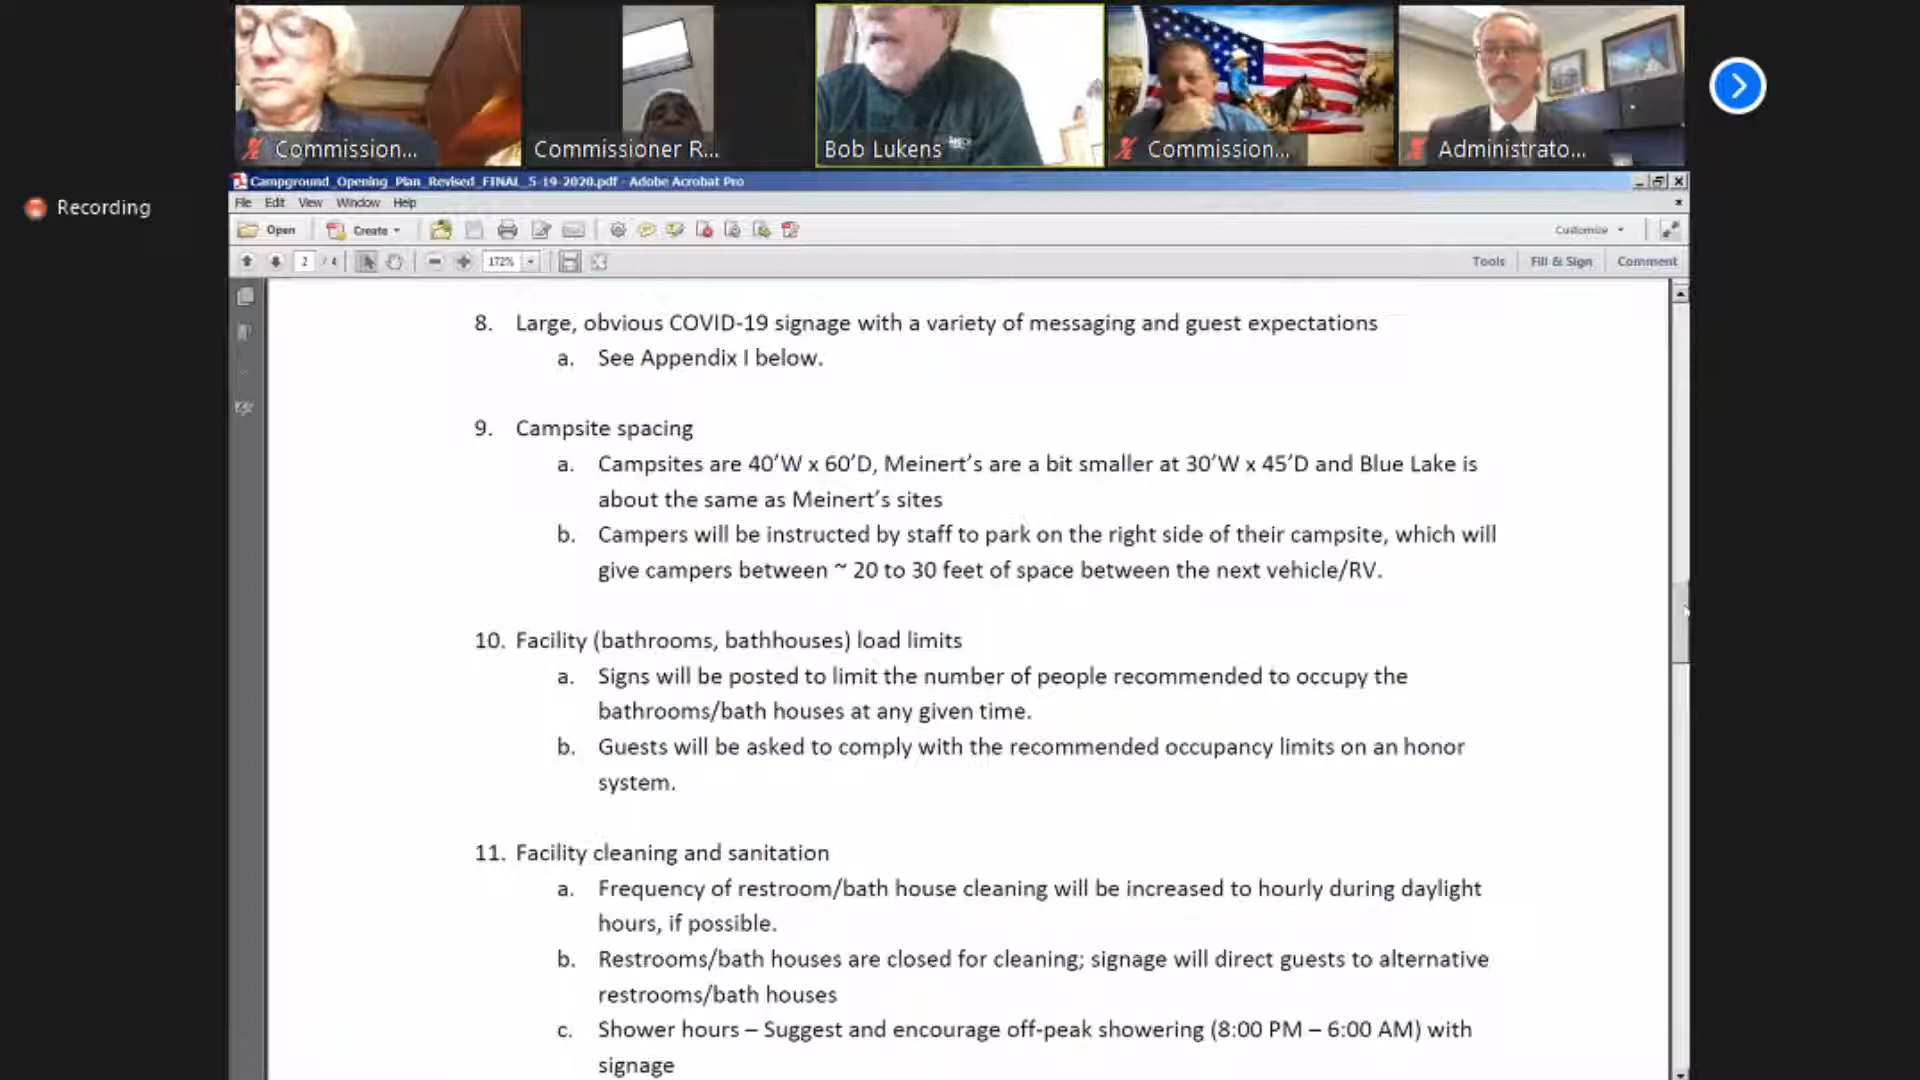 Commission...
Commissioner R...
Bob Lukens
Commission...
Administrato...
Recording
Campground_Opening_Plan_Revised_FINAL_5-19-2020.pdf - Adobe Acrobat Pro
File Edit View Window Help
Open Create Customize
2 / 4 172% Tools Fill & Sign Comment
8. Large, obvious COVID-19 signage with a variety of messaging and guest expectations
a. See Appendix I below.
9. Campsite spacing
a. Campsites are 40’W x 60’D, Meinert’s are a bit smaller at 30’W x 45’D and Blue Lake is
about the same as Meinert’s sites
b. Campers will be instructed by staff to park on the right side of their campsite, which will
give campers between ~ 20 to 30 feet of space between the next vehicle/RV.
10. Facility (bathrooms, bathhouses) load limits
a. Signs will be posted to limit the number of people recommended to occupy the
bathrooms/bath houses at any given time.
b. Guests will be asked to comply with the recommended occupancy limits on an honor
system.
11. Facility cleaning and sanitation
a. Frequency of restroom/bath house cleaning will be increased to hourly during daylight
hours, if possible.
b. Restrooms/bath houses are closed for cleaning; signage will direct guests to alternative
restrooms/bath houses
c. Shower hours – Suggest and encourage off-peak showering (8:00 PM – 6:00 AM) with
signage